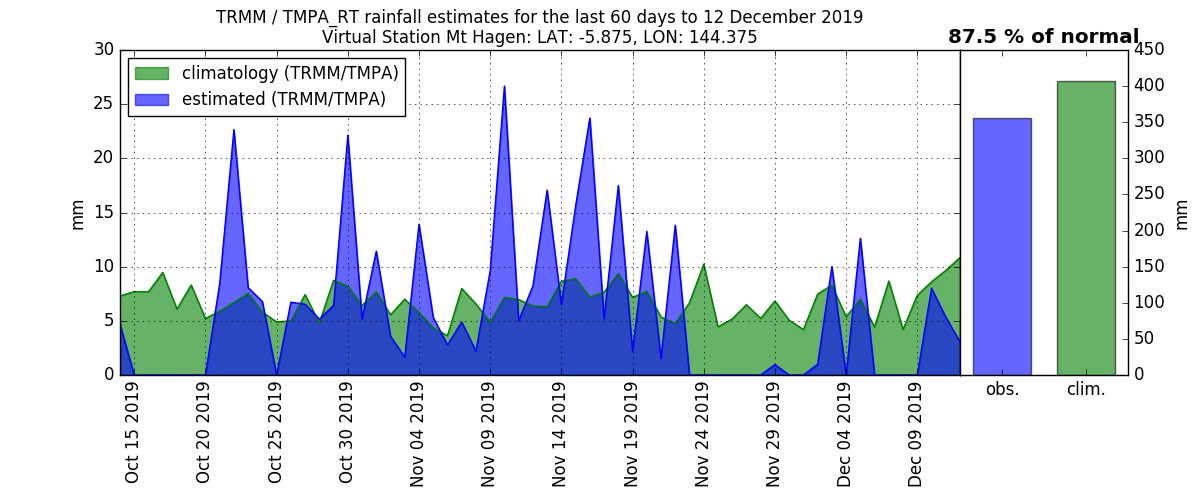 TRMM / TMPA_RT rainfall estimates for the last 60 days to 12 December 2019
Virtual Station Mt Hagen: LAT: -5.875, LON: 144.375
87.5 % of normal
climatology (TRMM/TMPA)
estimated (TRMM/TMPA)
mm
30
25
20
15
10
5
0
Oct 15 2019
Oct 20 2019
Oct 25 2019
Oct 30 2019
Nov 04 2019
Nov 09 2019
Nov 14 2019
Nov 19 2019
Nov 24 2019
Nov 29 2019
Dec 04 2019
Dec 09 2019
obs.
clim.
450
400
350
300
250
200
150
100
50
0
mm